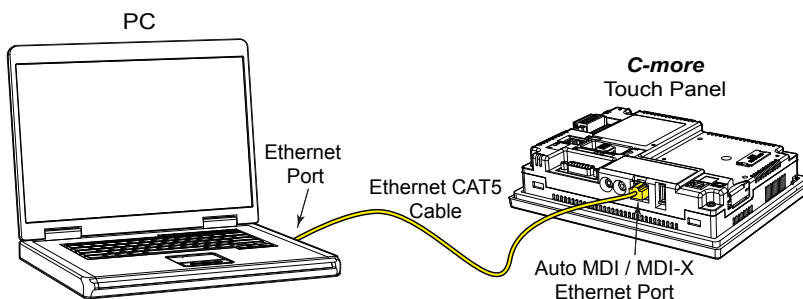 PC
C-more
Touch Panel
Ethernet
Port
Ethernet CAT5
Cable
Auto MDI / MDI-X
Ethernet Port